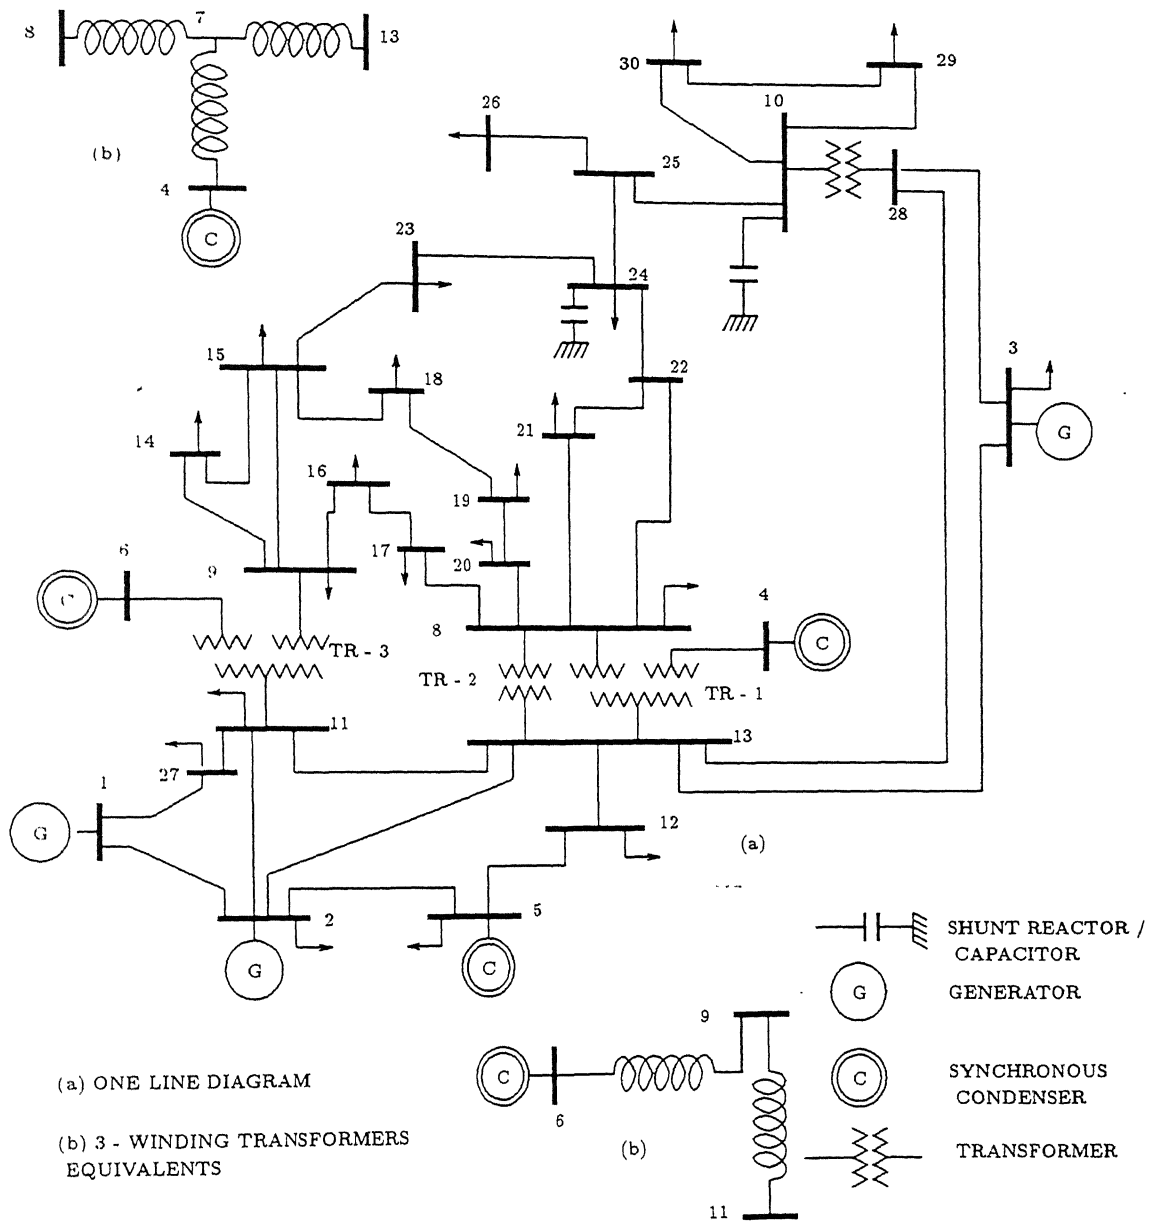 8
7
13
(b)
4
C
30
29
10
26
25
28
23
24
15
18
22
3
G
14
21
16
19
17
20
6
9
C
8
4
C
TR - 3
TR - 2
TR - 1
11
13
27
1
G
12
(a)
2
5
G
C
SHUNT REACTOR /
CAPACITOR
G
GENERATOR
9
C
6
(b)
11
C
SYNCHRONOUS
CONDENSER
TRANSFORMER
(a) ONE LINE DIAGRAM
(b) 3 - WINDING TRANSFORMERS
EQUIVALENTS